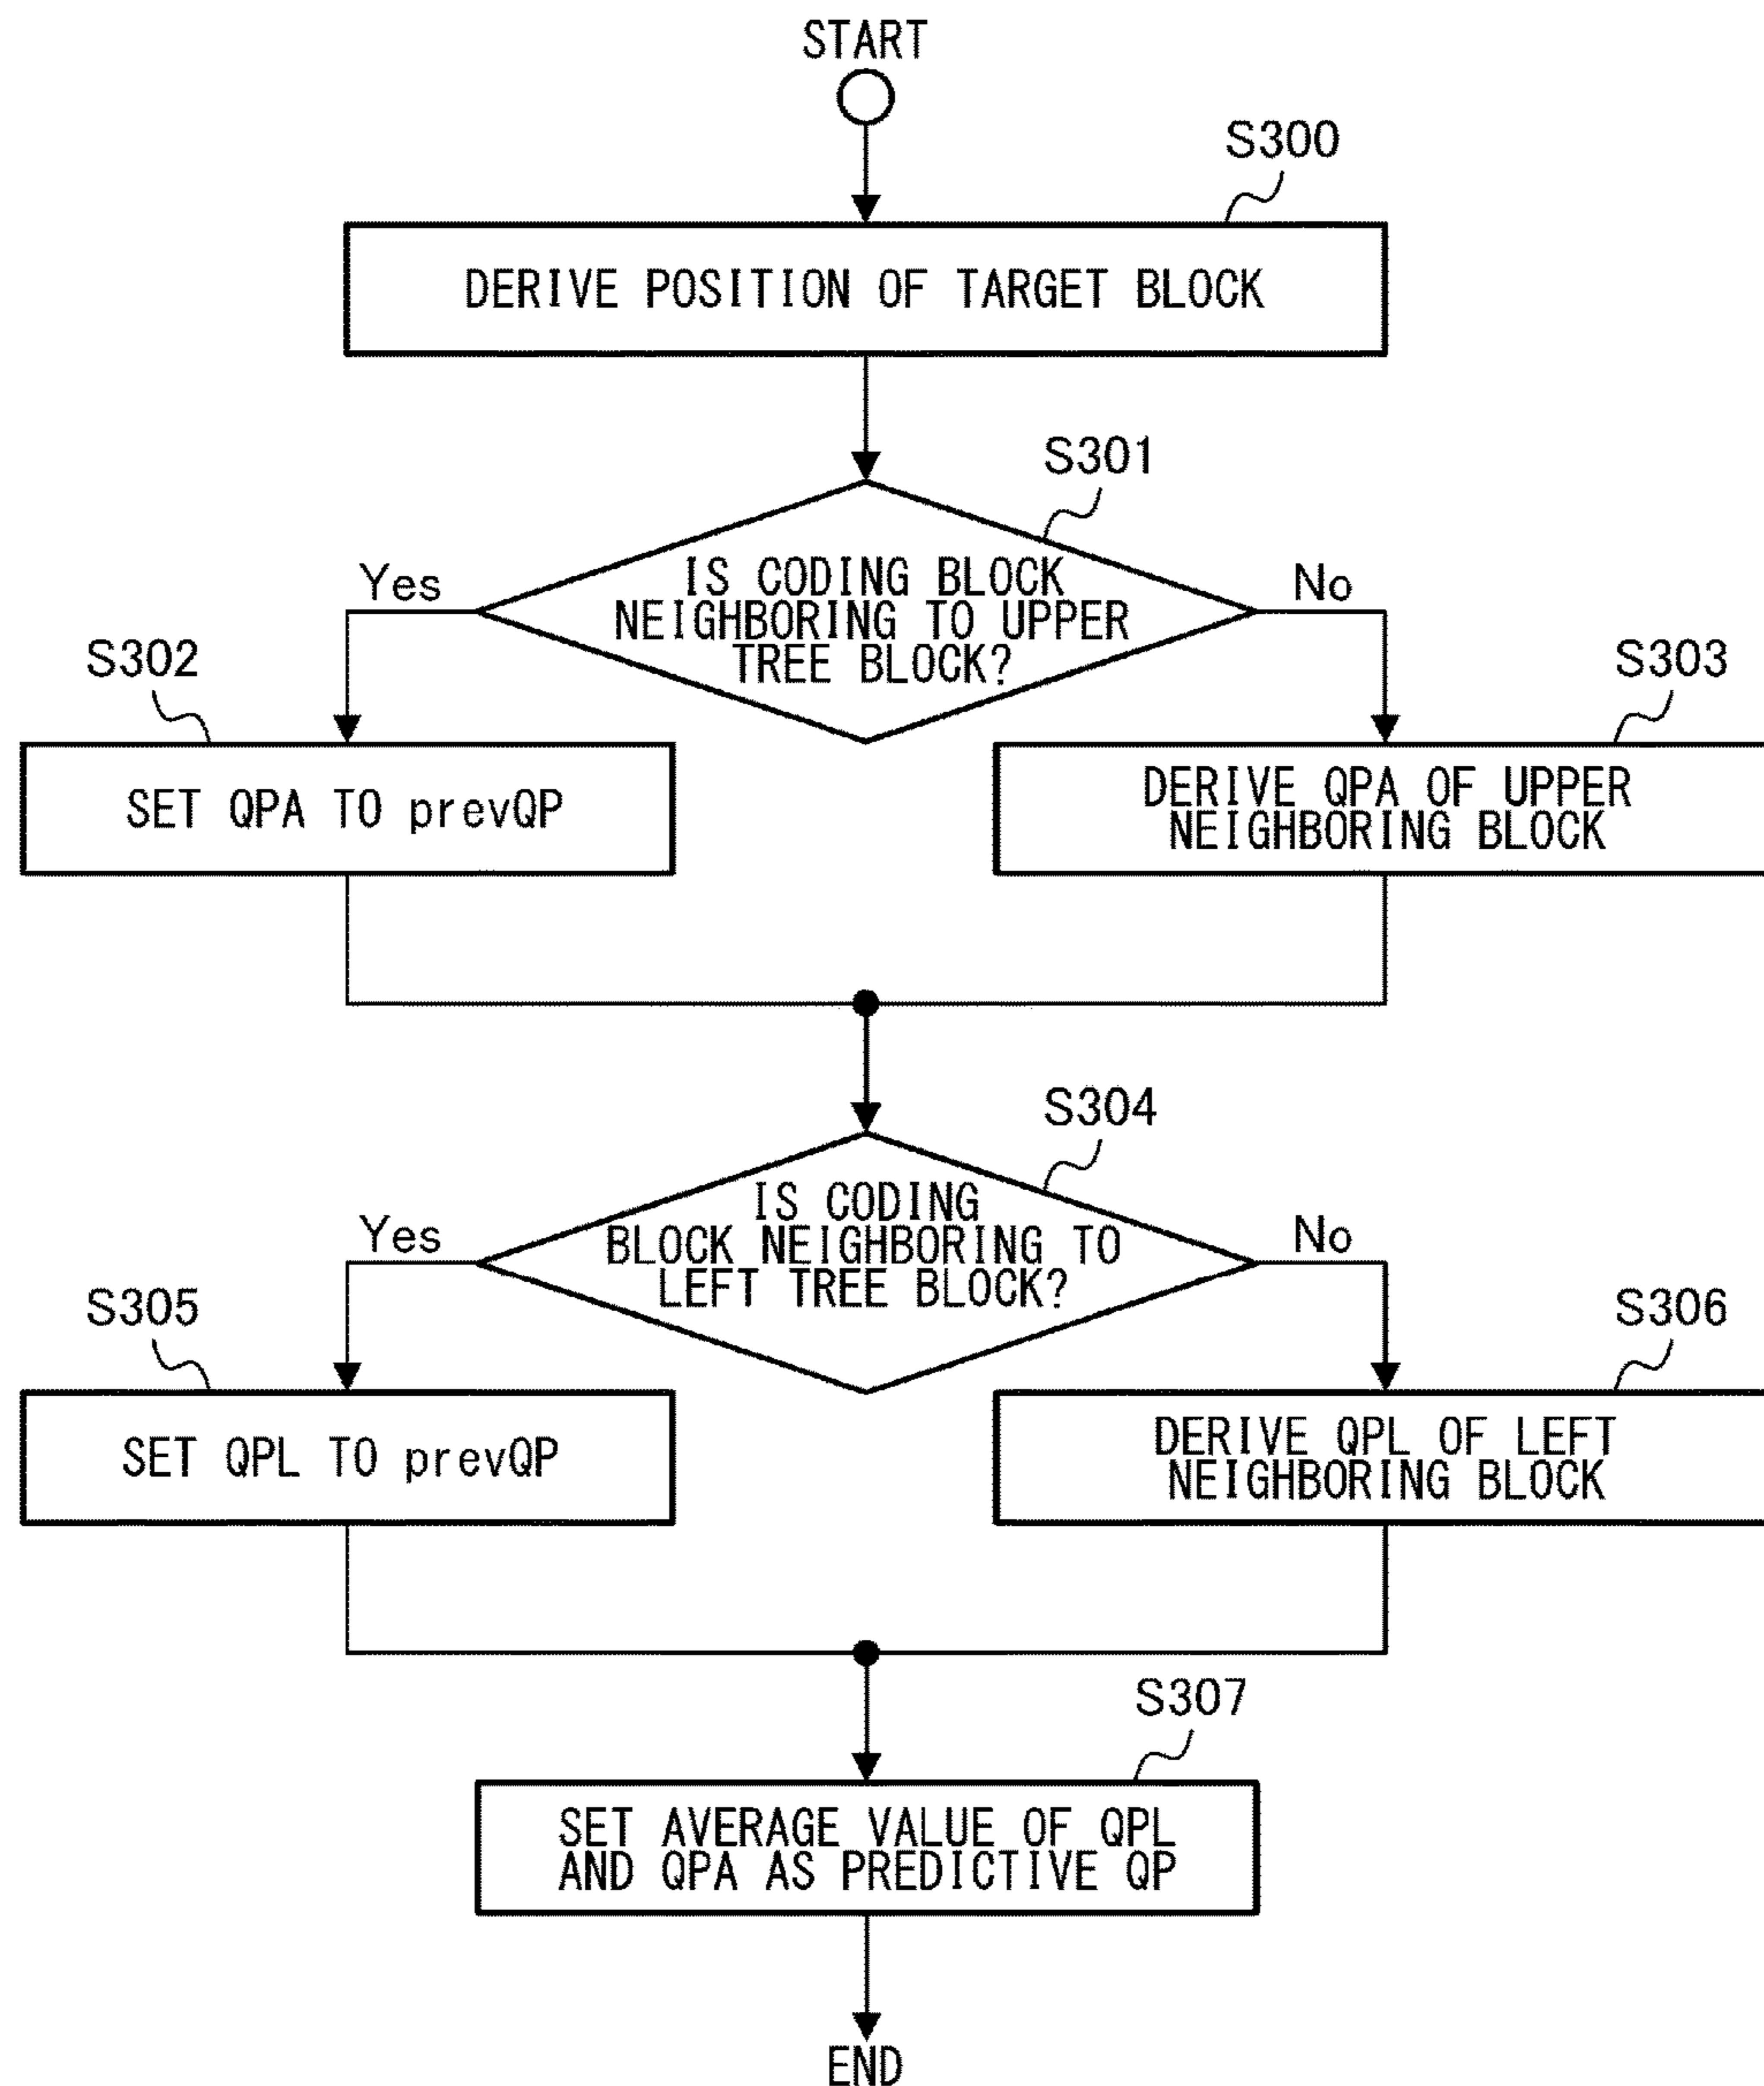 START
S300
DERIVE POSITION OF TARGET BLOCK
S301
IS CODING BLOCK
NEIGHBORING TO UPPER
TREE BLOCK?
Yes
No
S302
S303
SET QPA TO prevQP
DERIVE QPA OF UPPER
NEIGHBORING BLOCK
S304
IS CODING
BLOCK NEIGHBORING TO
LEFT TREE BLOCK?
Yes
No
S305
S306
SET QPL TO prevQP
DERIVE QPL OF LEFT
NEIGHBORING BLOCK
S307
SET AVERAGE VALUE OF QPL
AND QPA AS PREDICTIVE QP
END